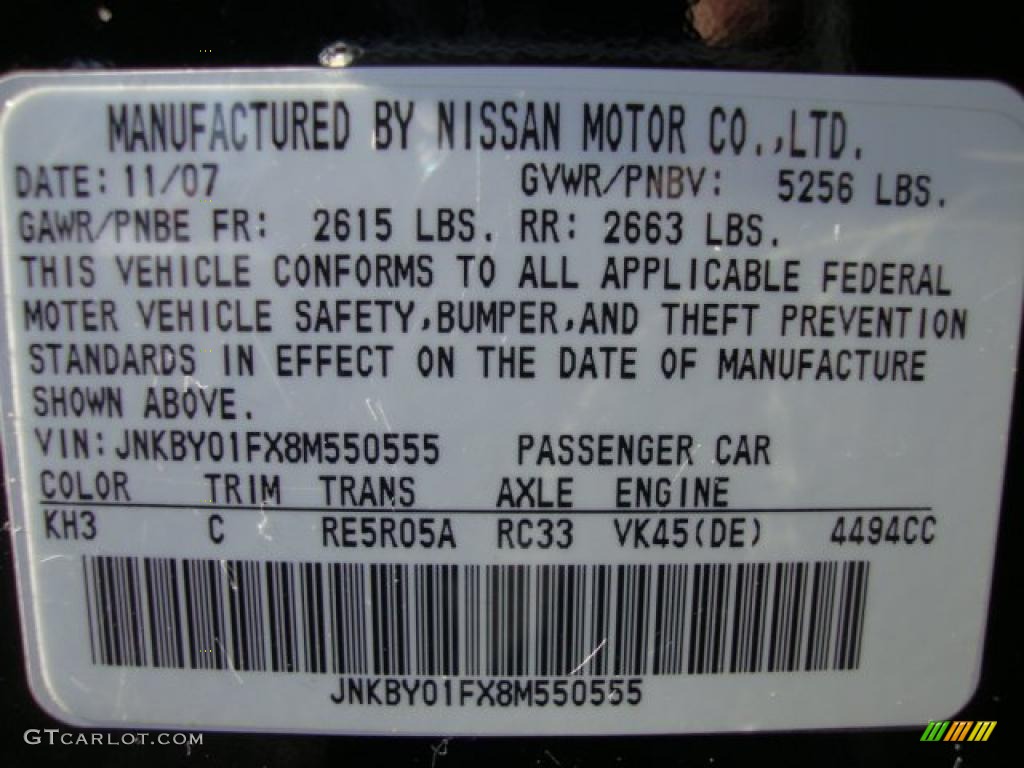 MANUFACTURED BY NISSAN MOTOR CO.,LTD.
DATE: 11/07 GVWR/PNBV: 5256 LBS.
GAWR/PNBE FR: 2615 LBS. RR: 2663 LBS.
THIS VEHICLE CONFORMS TO ALL APPLICABLE FEDERAL
MOTER VEHICLE SAFETY,BUMPER,AND THEFT PREVENTION
STANDARDS IN EFFECT ON THE DATE OF MANUFACTURE
SHOWN ABOVE.
VIN: JNKBY01FX8M550555 PASSENGER CAR
COLOR TRIM TRANS AXLE ENGINE
KH3 C RE5R05A RC33 VK45(DE) 4494CC
JNKBY01FX8M550555
GTCARLOT.COM